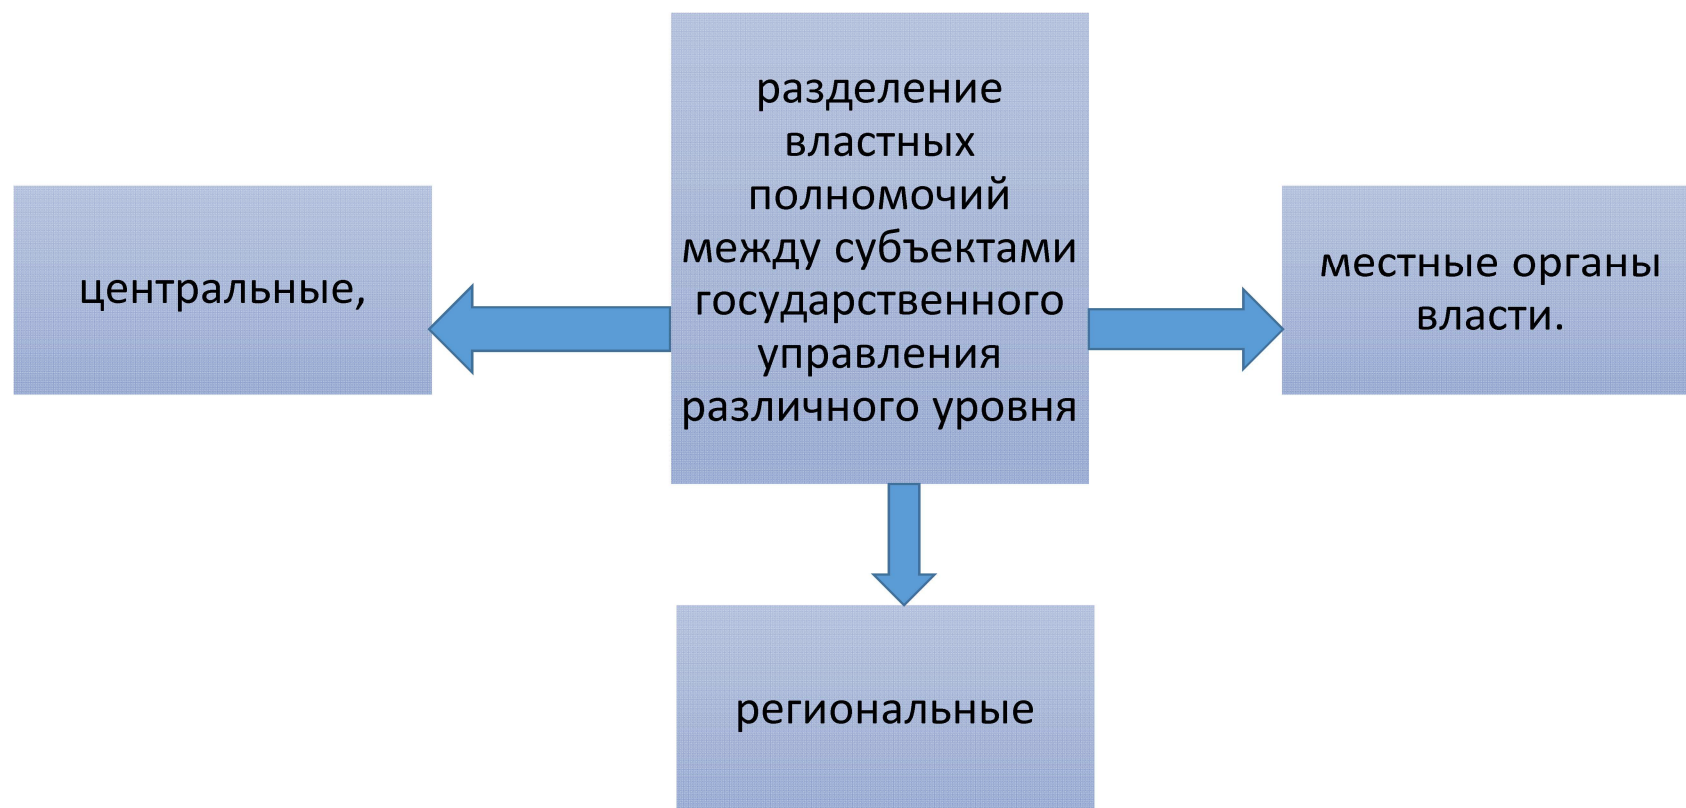 разделение
властных
полномочий
между субъектами
государственного
управления
различного уровня
центральные,
местные органы
власти.
региональные